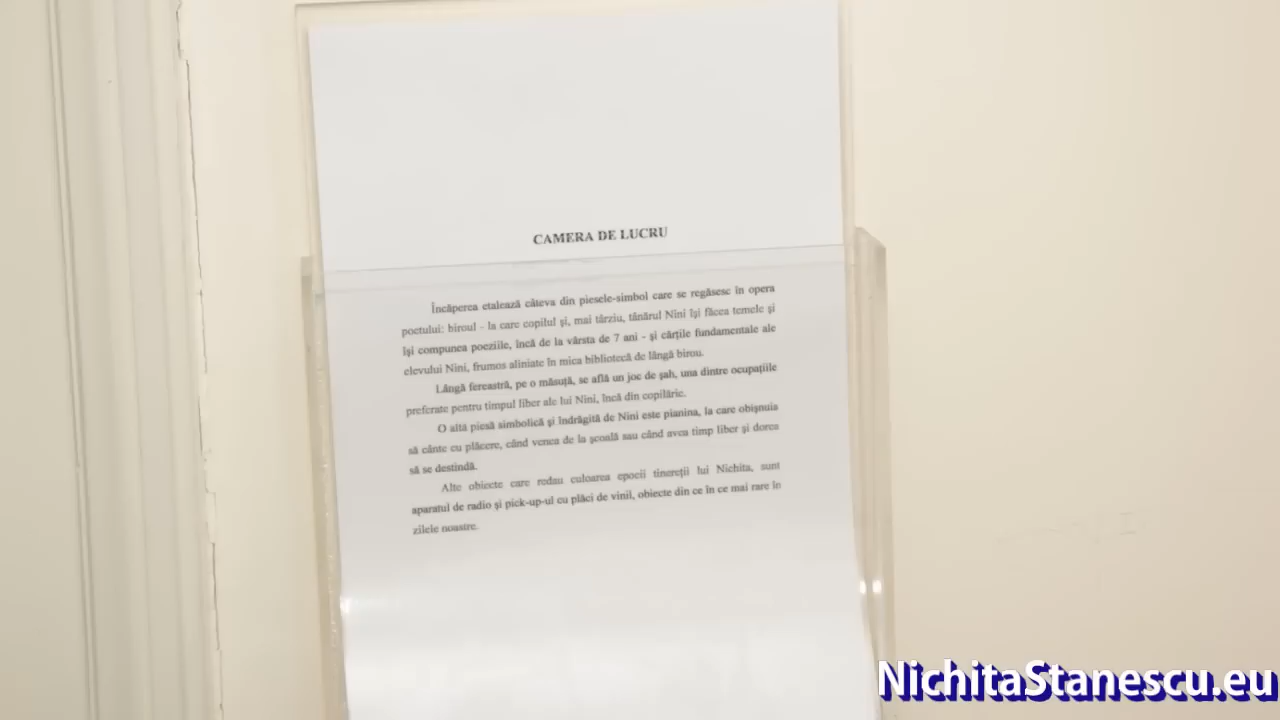 CAMERA DE LUCRU
Încăperea etalează câteva din piesele-simbol care se regăsesc în opera
poetului: biroul - la care copilul și, mai târziu, tânărul Nini își făcea temele și
își compunea poeziile, încă de la vârsta de 7 ani - și cărțile fundamentale ale
elevului Nini, frumos aliniate în mica bibliotecă de lângă birou.
Lângă fereastră, pe o măsuță, se află un joc de șah, una dintre ocupațiile
preferate pentru timpul liber ale lui Nini, încă din copilărie.
O altă piesă simbolică și îndrăgită de Nini este pianina, la care obișnuia
să cânte cu plăcere, când venea de la școală sau când avea timp liber și dorea
să se destindă.
Alte obiecte care redau culoarea epocii tinereții lui Nichita, sunt
aparatul de radio și pick-up-ul cu plăci de vinil, obiecte din ce în ce mai rare în
zilele noastre.
NichitaStanescu.eu